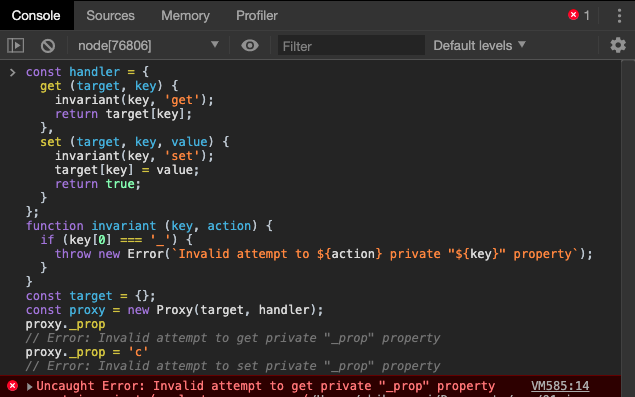 Console Sources Memory Profiler 1
node[76806] Filter Default levels
const handler = {
  get (target, key) {
    invariant(key, 'get');
    return target[key];
  },
  set (target, key, value) {
    invariant(key, 'set');
    target[key] = value;
    return true;
  }
};
function invariant (key, action) {
  if (key[0] === '_') {
    throw new Error(`Invalid attempt to ${action} private "${key}" property`);
  }
}
const target = {};
const proxy = new Proxy(target, handler);
proxy._prop
// Error: Invalid attempt to get private "_prop" property
proxy._prop = 'c'
// Error: Invalid attempt to set private "_prop" property
Uncaught Error: Invalid attempt to get private "_prop" property VM585:14